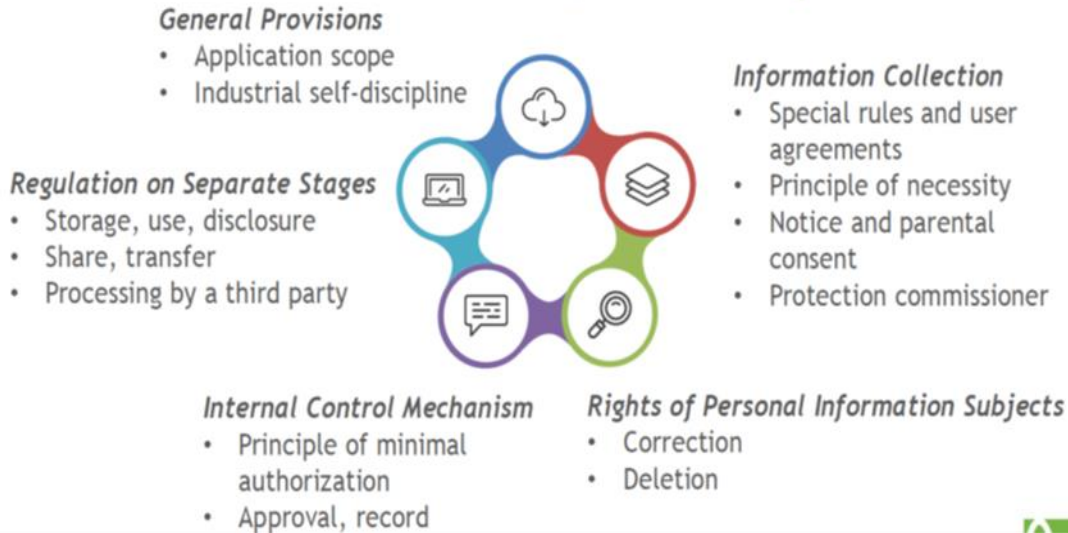 General Provisions
• Application scope
• Industrial self-discipline
Information Collection
• Special rules and user
agreements
• Principle of necessity
• Notice and parental
consent
• Protection commissioner
Regulation on Separate Stages
• Storage, use, disclosure
• Share, transfer
• Processing by a third party
Internal Control Mechanism
• Principle of minimal
authorization
• Approval, record
Rights of Personal Information Subjects
• Correction
• Deletion